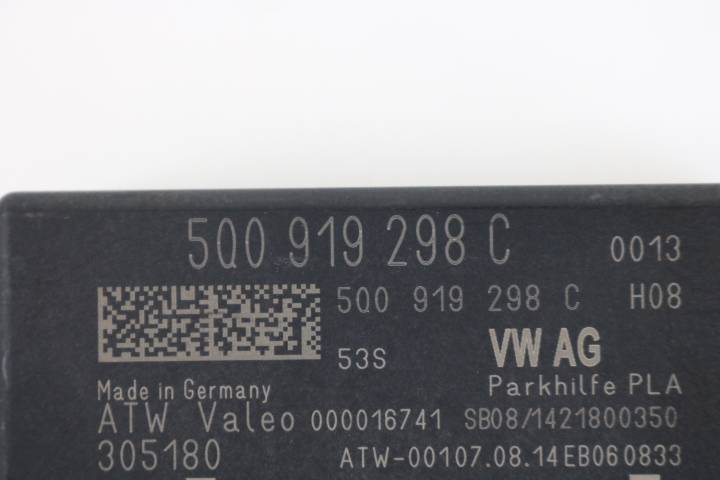 5Q0 919 298 C 0013
5Q0 919 298 C H08
53S VW AG
Made in Germany Parkhilfe PLA
ATW Valeo 000016741 SB08/1421800350
305180 ATW-00107.08.14EB060833